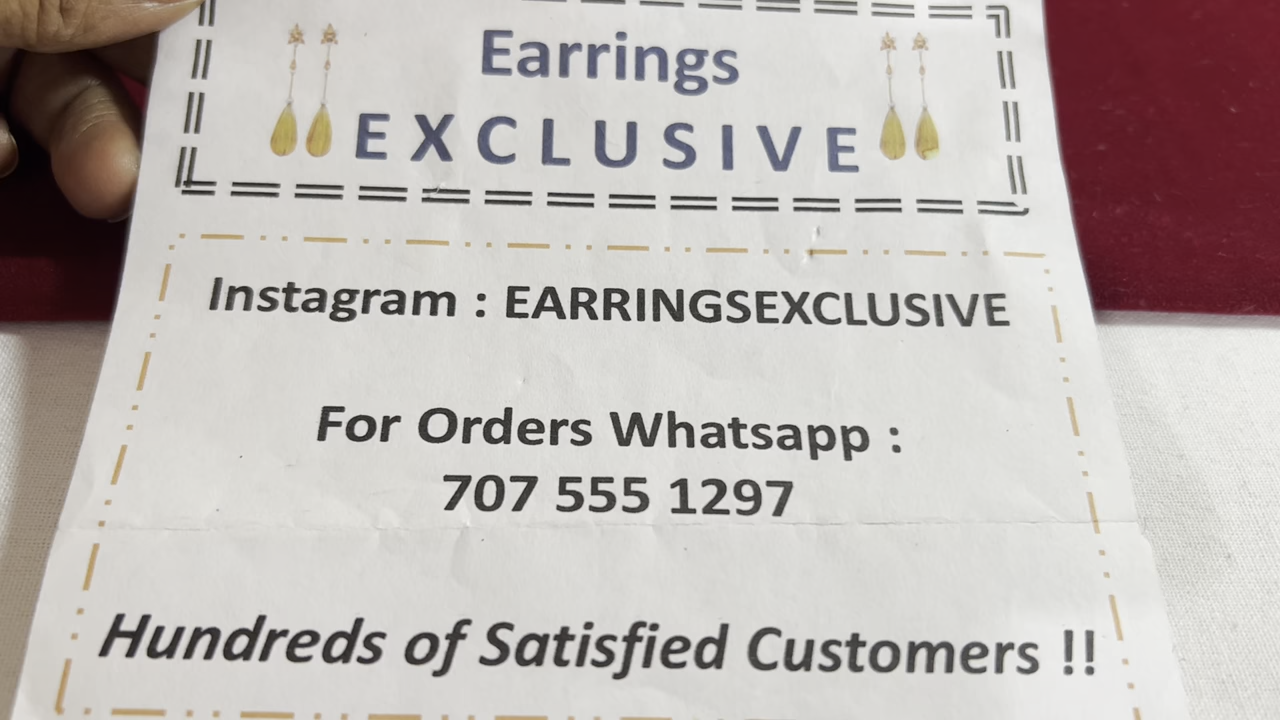 Earrings
EXCLUSIVE
Instagram : EARRINGSEXCLUSIVE
For Orders Whatsapp :
707 555 1297
Hundreds of Satisfied Customers !!